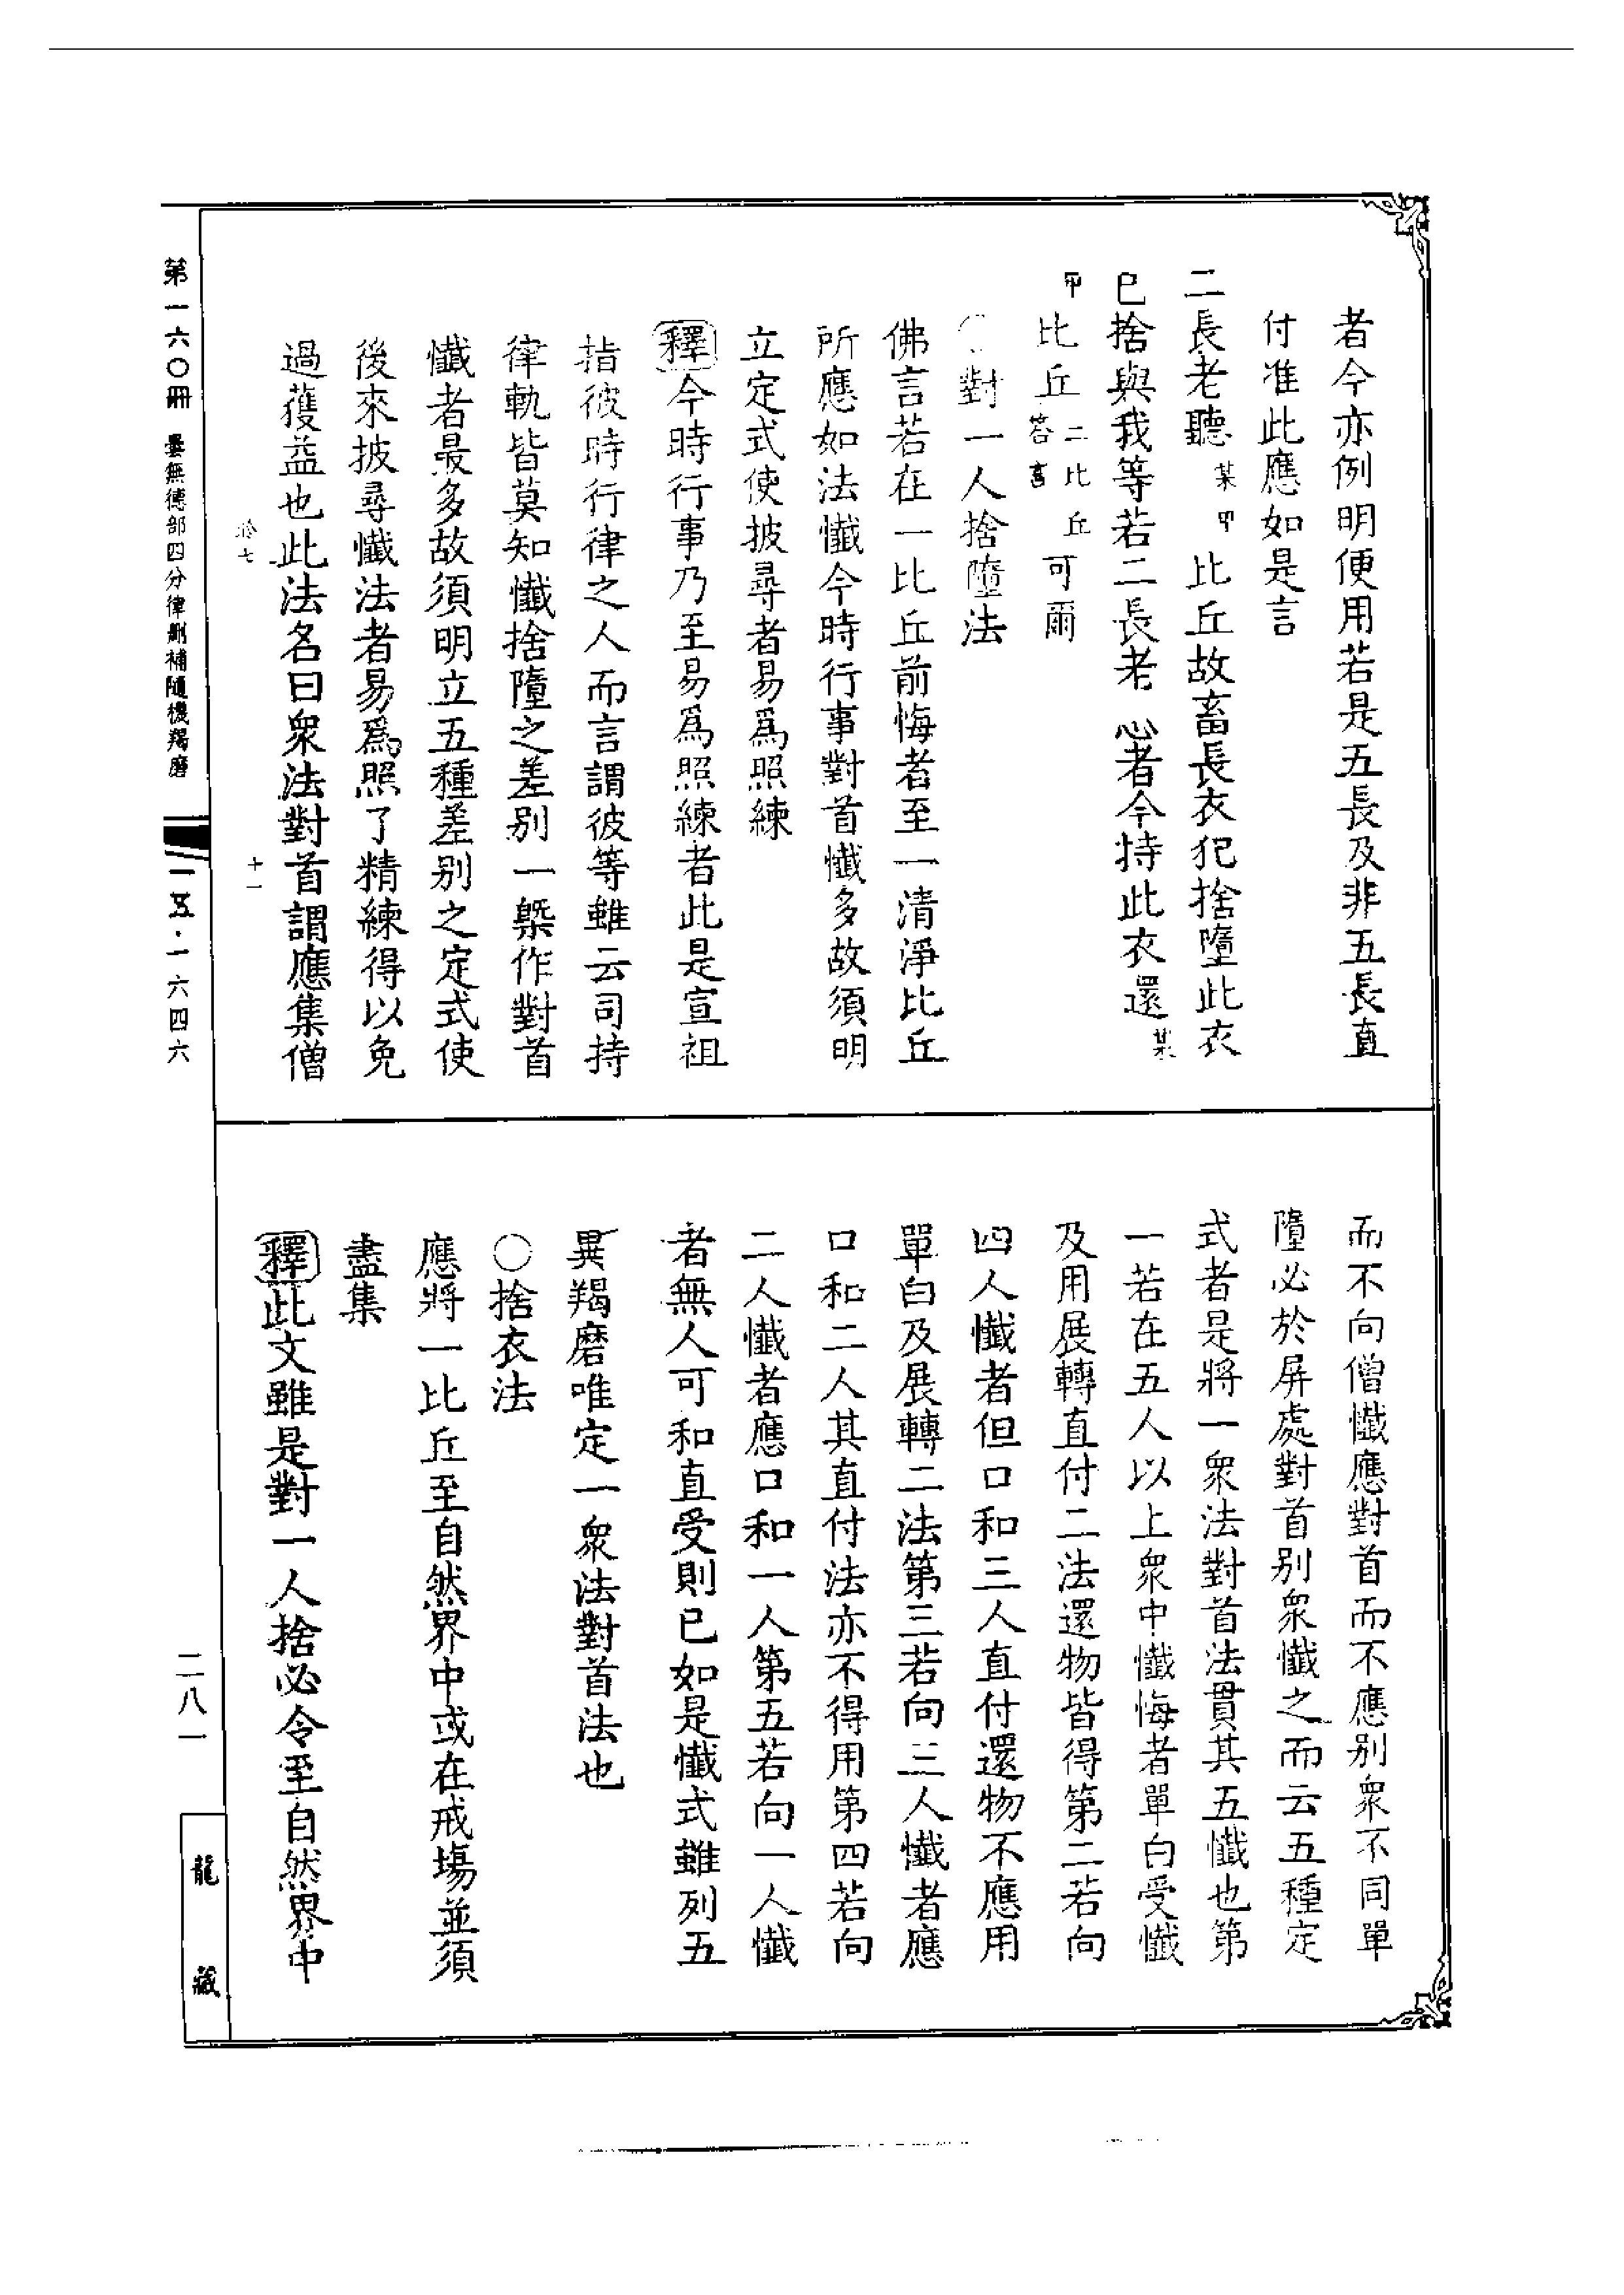 者今亦例明便用若是五長及非五長直
付准此應如是言
二長老聽某甲比丘故畜長衣犯捨墮此衣
已捨與我等若二長老 心者今持此衣還某
甲比丘二比丘答言可爾
○對一人捨墮法
佛言若在一比丘前悔者至一清淨比丘
所應如法懺今時行事對首懺多故須明
立定式使披尋者易爲照練
釋今時行事乃至易爲照練者此是宣祖
指彼時行律之人而言謂彼等雖云司持
律軌皆莫知懺捨墮之差别一槩作對首
懺者最多故須明立五種差别之定式使
後來披尋懺法者易爲照了精練得以免
過獲益也此法名曰衆法對首謂應集僧
而不向僧懺應對首而不應别衆不同單
墮必於屏處對首别衆懺之而云五種定
式者是將一衆法對首法貫其五懺也第
一若在五人以上衆中懺悔者單白受懺
及用展轉直付二法還物皆得第二若向
四人懺者但口和三人直付還物不應用
單白及展轉二法第三若向三人懺者應
口和二人其直付法亦不得用第四若向
二人懺者應口和一人第五若向一人懺
者無人可和直受則已如是懺式雖列五
異羯磨唯定一衆法對首法也
○捨衣法
應將一比丘至自然界中或在戒場並須
盡集
釋此文雖是對一人捨必令至自然界中
第一六〇冊 曇無德部四分律刪補隨機羯磨
一五·一六四六
二八一
龍藏
七
十一